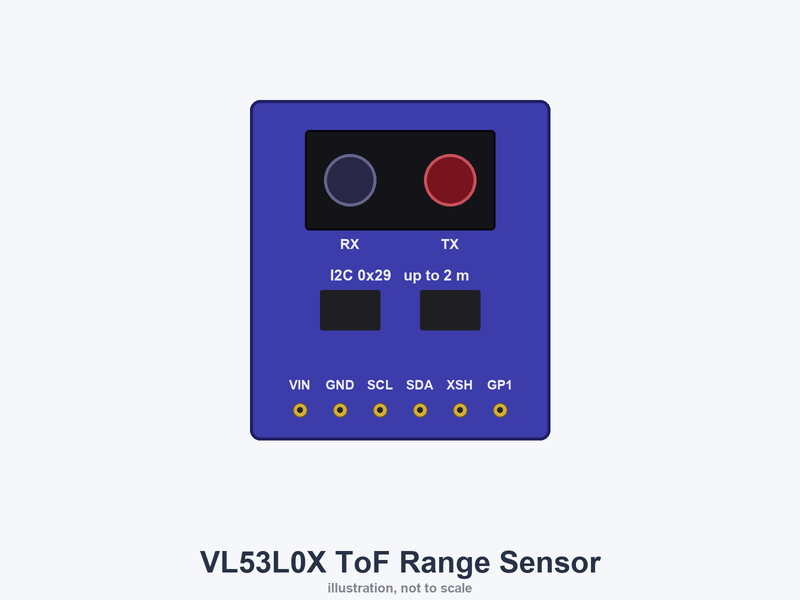 RX TX
I2C 0x29 up to 2 m
VIN GND SCL SDA XSH GP1
VL53L0X ToF Range Sensor
illustration, not to scale